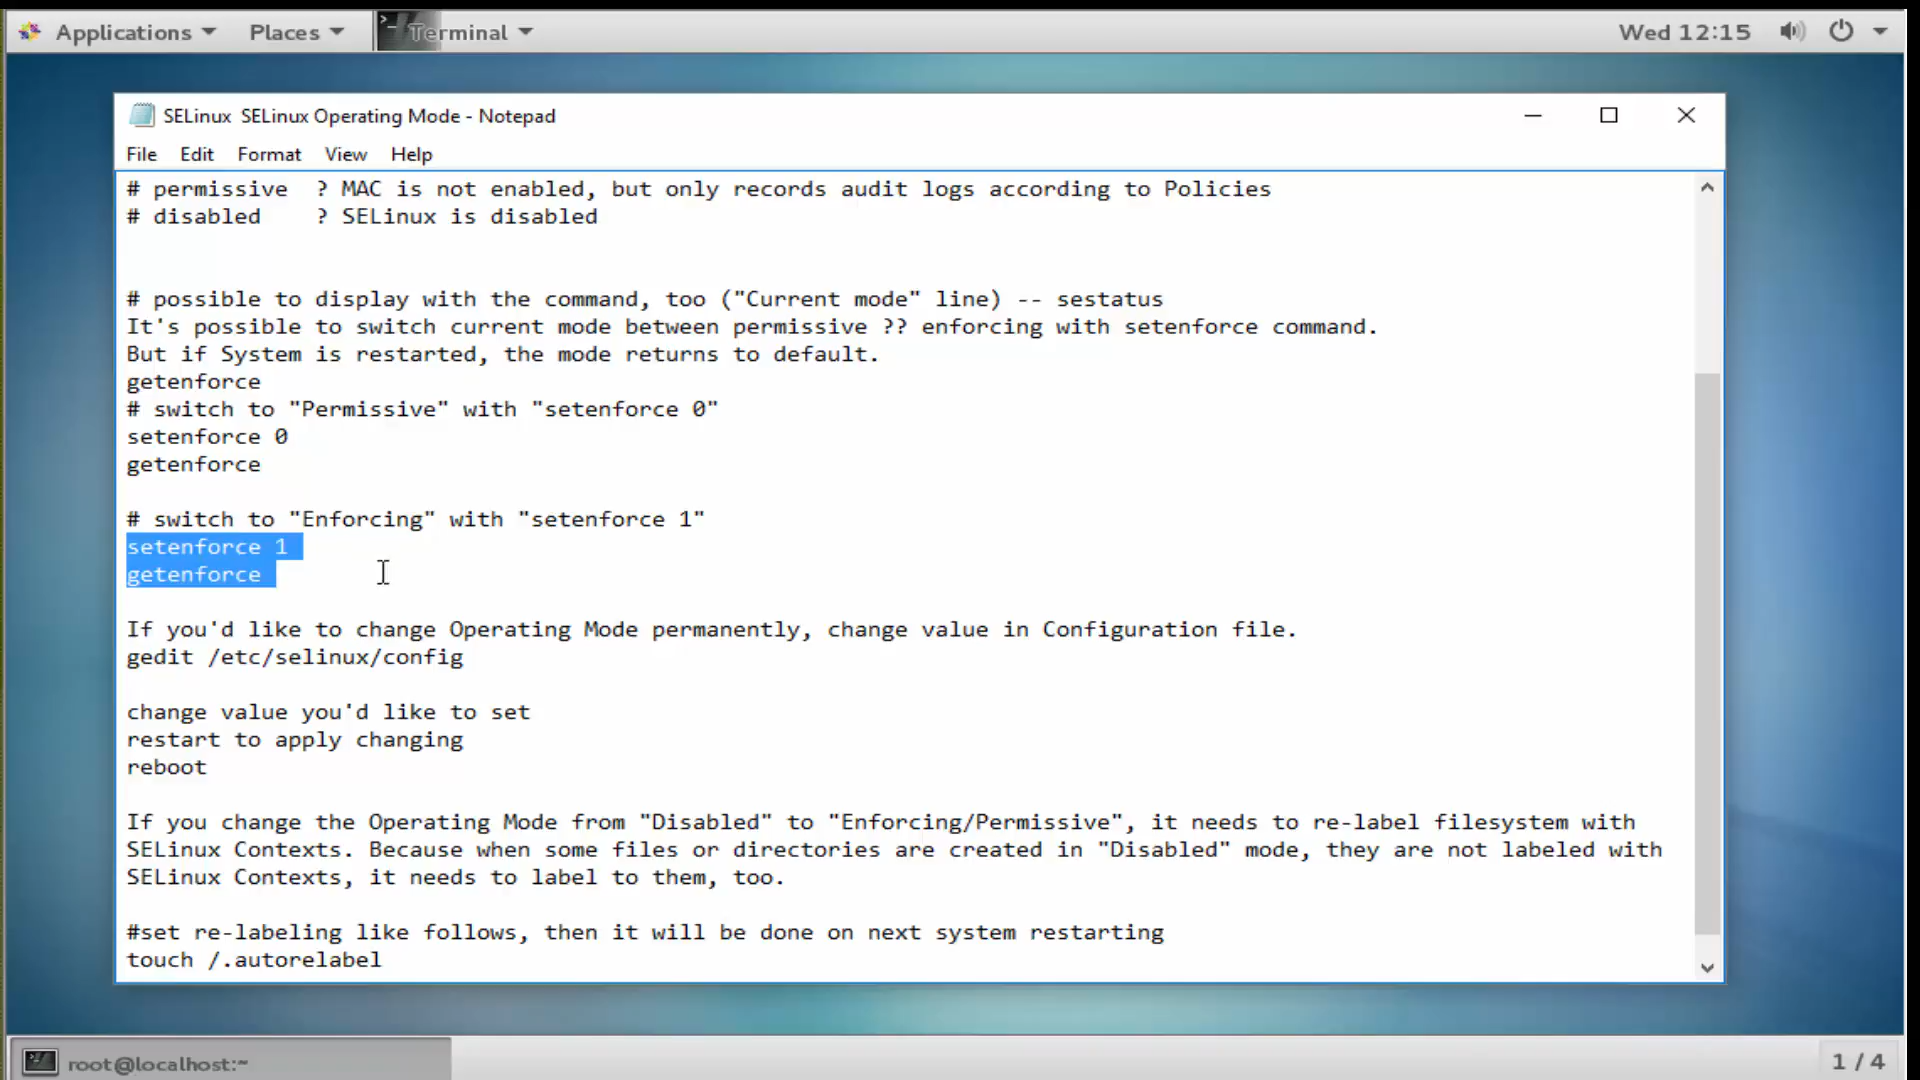 Applications Places Terminal Wed 12:15
SELinux  SELinux Operating Mode - Notepad
File Edit Format View Help
# permissive  ? MAC is not enabled, but only records audit logs according to Policies
# disabled    ? SELinux is disabled
# possible to display with the command, too ("Current mode" line) -- sestatus
It's possible to switch current mode between permissive ?? enforcing with setenforce command.
But if System is restarted, the mode returns to default.
getenforce
# switch to "Permissive" with "setenforce 0"
setenforce 0
getenforce
# switch to "Enforcing" with "setenforce 1"
setenforce 1
getenforce
If you'd like to change Operating Mode permanently, change value in Configuration file.
gedit /etc/selinux/config
change value you'd like to set
restart to apply changing
reboot
If you change the Operating Mode from "Disabled" to "Enforcing/Permissive", it needs to re-label filesystem with
SELinux Contexts. Because when some files or directories are created in "Disabled" mode, they are not labeled with
SELinux Contexts, it needs to label to them, too.
#set re-labeling like follows, then it will be done on next system restarting
touch /.autorelabel
root@localhost:~ 1 / 4